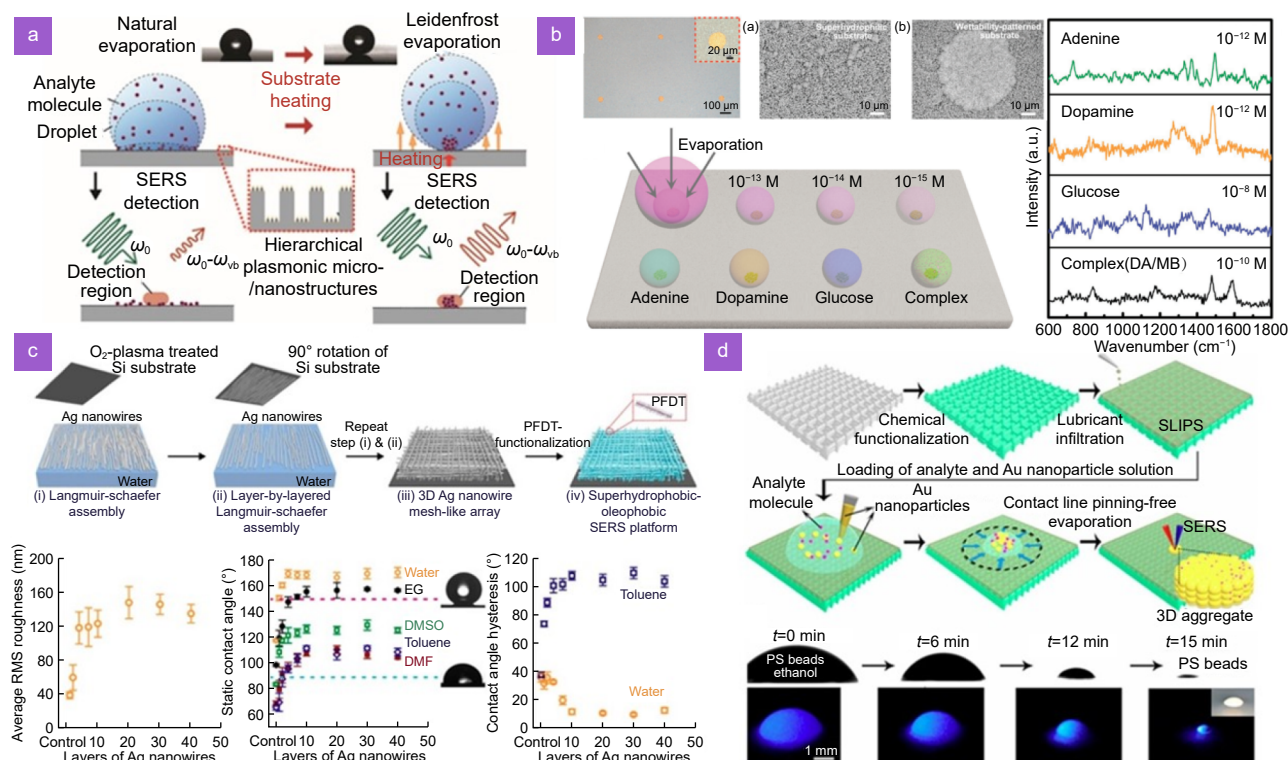 a
Natural
evaporation
Leidenfrost
evaporation
Analyte
molecule
Droplet
Substrate
heating
Heating
SERS
detection
SERS
detection
ω0
ω0-ωvb
ω0
ω0-ωvb
Hierarchical
plasmonic micro-
/nanostructures
Detection
region
Detection
region
b
20 μm
100 μm
(a)
Superhydrophilic
substrate
10 μm
(b)
Wettability-patterned
substrate
10 μm
Evaporation
10⁻¹³ M
10⁻¹⁴ M
10⁻¹⁵ M
Adenine
Dopamine
Glucose
Complex
Intensity (a.u.)
Adenine 10⁻¹² M
Dopamine 10⁻¹² M
Glucose 10⁻⁸ M
Complex(DA/MB) 10⁻¹⁰ M
600 800 1000 1200 1400 1600 1800
Wavenumber (cm⁻¹)
c
O₂-plasma treated
Si substrate
90° rotation of
Si substrate
Ag nanowires
Water
Ag nanowires
Water
Repeat
step (i) & (ii)
PFDT-
functionalization
PFDT
(i) Langmuir-schaefer
assembly
(ii) Layer-by-layered
Langmuir-schaefer
assembly
(iii) 3D Ag nanowire
mesh-like array
(iv) Superhydrophobic-
oleophobic
SERS platform
Average RMS roughness (nm)
200
160
120
80
40
0
Control 10 20 30 40 50
Layers of Ag nanowires
Static contact angle (°)
180
160
140
120
100
80
60
Water
EG
DMSO
Toluene
DMF
Control 10 20 30 40 50
Layers of Ag nanowires
Contact angle hysteresis (°)
120
100
80
60
40
20
0
Toluene
Water
Control 10 20 30 40 50
Layers of Ag nanowires
d
Chemical
functionalization
Lubricant
infiltration
SLIPS
Loading of analyte and Au nanoparticle solution
Analyte
molecule
Au
nanoparticles
Contact line pinning-free
evaporation
SERS
3D aggregate
t=0 min
t=6 min
t=12 min
t=15 min
PS beads
ethanol
PS beads
1 mm